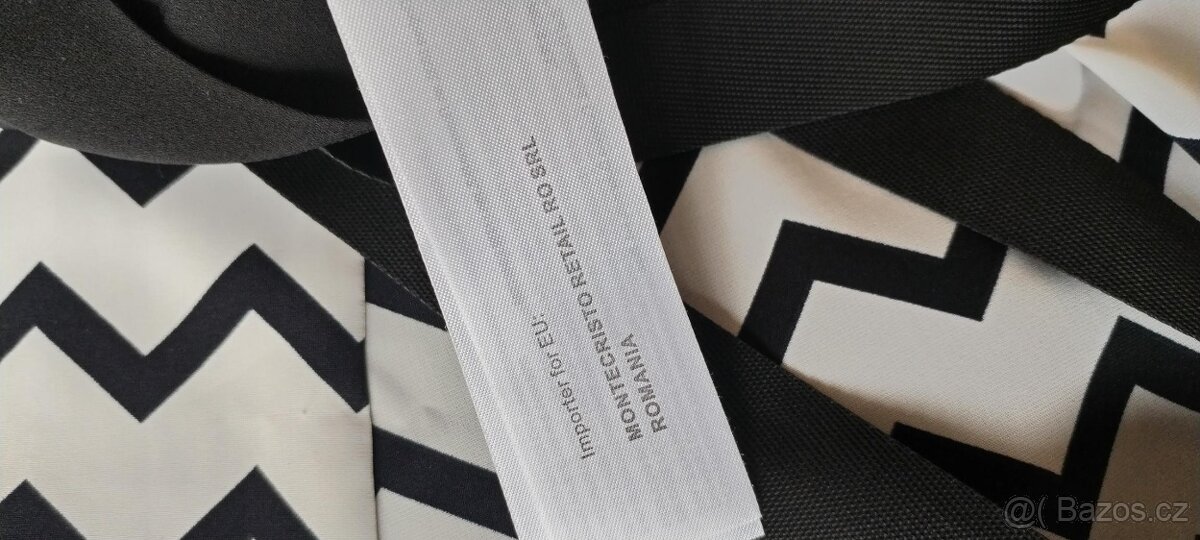 Importer for EU:
MONTECRISTO RETAIL RO SRL
ROMANIA
@( Bazos.cz